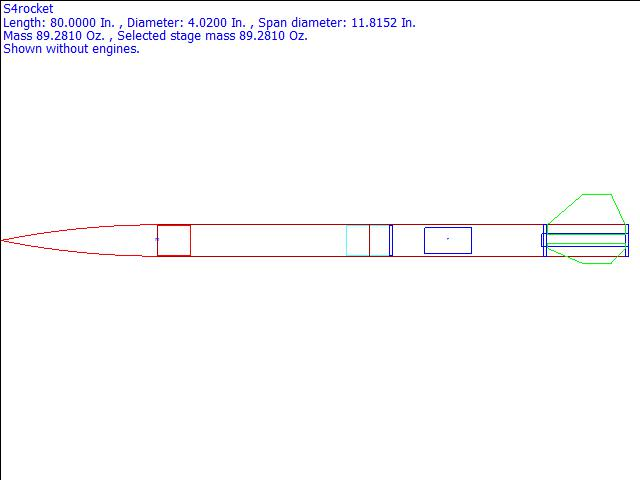 S4rocket
Length: 80.0000 In. , Diameter: 4.0200 In. , Span diameter: 11.8152 In.
Mass 89.2810 Oz. , Selected stage mass 89.2810 Oz.
Shown without engines.